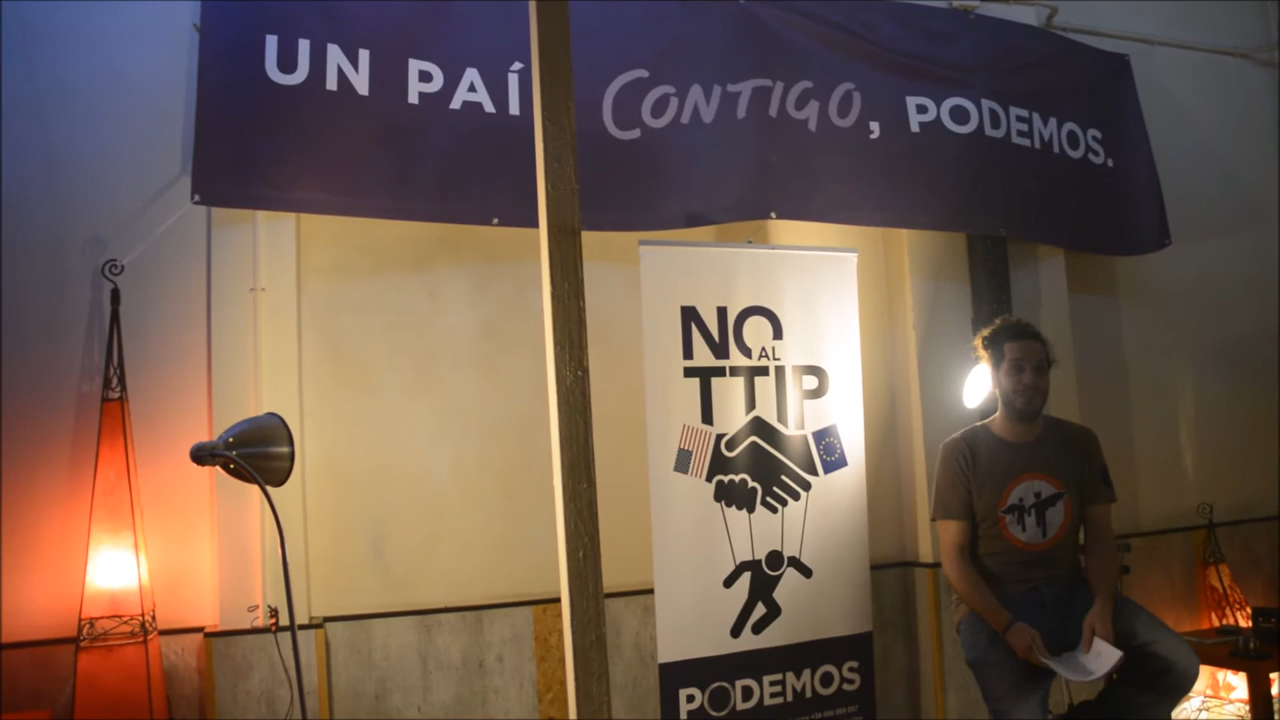 UN PAÍ CONTIGO, PODEMOS.
NO
AL
TTIP
PODEMOS